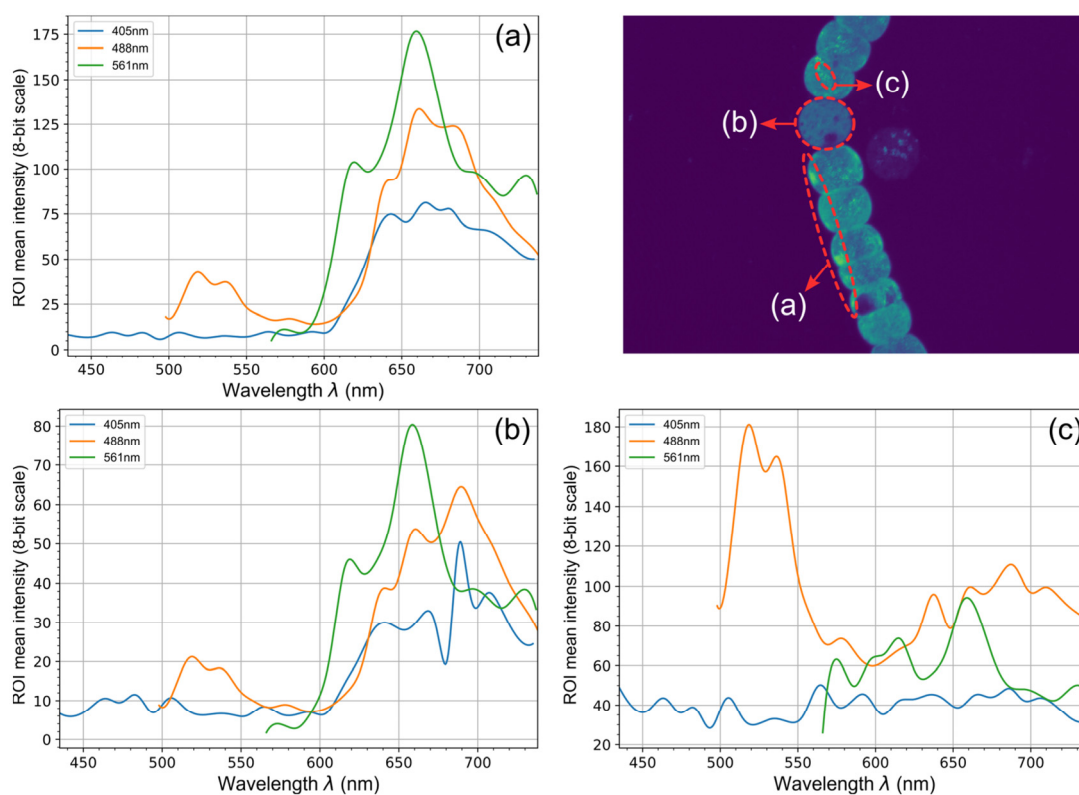 (a)
405nm
488nm
561nm
ROI mean intensity (8-bit scale)
175
150
125
100
75
50
25
0
450 500 550 600 650 700
Wavelength λ (nm)
(c)
(b)
(a)
(b)
405nm
488nm
561nm
ROI mean intensity (8-bit scale)
80
70
60
50
40
30
20
10
0
450 500 550 600 650 700
Wavelength λ (nm)
(c)
405nm
488nm
561nm
ROI mean intensity (8-bit scale)
180
160
140
120
100
80
60
40
20
450 500 550 600 650 700
Wavelength λ (nm)